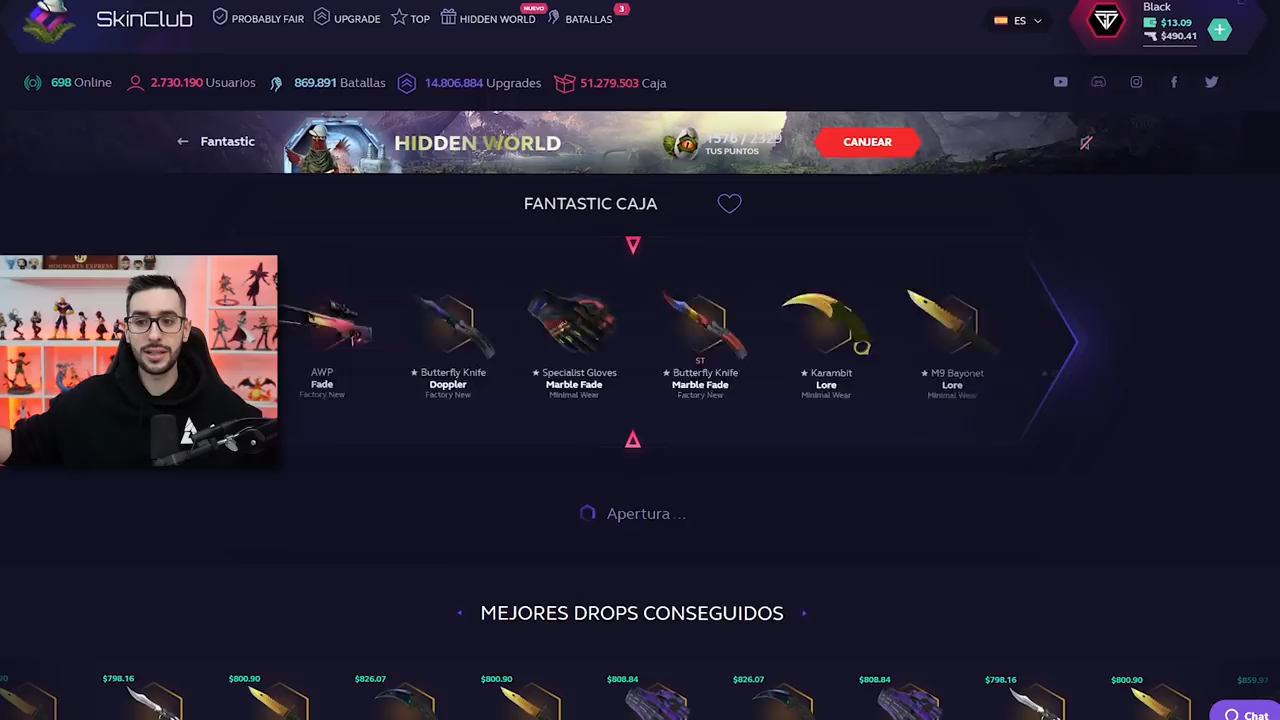 SKINCLUB
PROBABLY FAIR
UPGRADE
TOP
HIDDEN WORLD
NUEVO
BATALLAS
3
ES
Black
$13.09
$490.41
698 Online
2.730.190 Usuarios
869.891 Batallas
14.806.884 Upgrades
51.279.503 Caja
Fantastic
HIDDEN WORLD
TUS PUNTOS
CANJEAR
FANTASTIC CAJA
HOGWARTS EXPRESS
AWP
Fade
Factory New
★ Butterfly Knife
Doppler
Factory New
★ Specialist Gloves
Marble Fade
Minimal Wear
ST
★ Butterfly Knife
Marble Fade
Factory New
★ Karambit
Lore
Minimal Wear
★ M9 Bayonet
Lore
Minimal Wear
Apertura ...
MEJORES DROPS CONSEGUIDOS
$798.16
$800.90
$826.07
$800.90
$808.84
$826.07
$808.84
$798.16
$800.90
$859.97
Chat